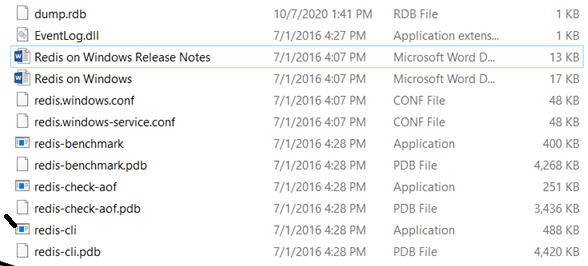 dump.rdb 10/7/2020 1:41 PM RDB File 1 KB
EventLog.dll 7/1/2016 4:27 PM Application extens... 1 KB
Redis on Windows Release Notes 7/1/2016 4:07 PM Microsoft Word D... 13 KB
Redis on Windows 7/1/2016 4:07 PM Microsoft Word D... 17 KB
redis.windows.conf 7/1/2016 4:07 PM CONF File 48 KB
redis.windows-service.conf 7/1/2016 4:07 PM CONF File 48 KB
redis-benchmark 7/1/2016 4:28 PM Application 400 KB
redis-benchmark.pdb 7/1/2016 4:28 PM PDB File 4,268 KB
redis-check-aof 7/1/2016 4:28 PM Application 251 KB
redis-check-aof.pdb 7/1/2016 4:28 PM PDB File 3,436 KB
redis-cli 7/1/2016 4:28 PM Application 488 KB
redis-cli.pdb 7/1/2016 4:28 PM PDB File 4,420 KB